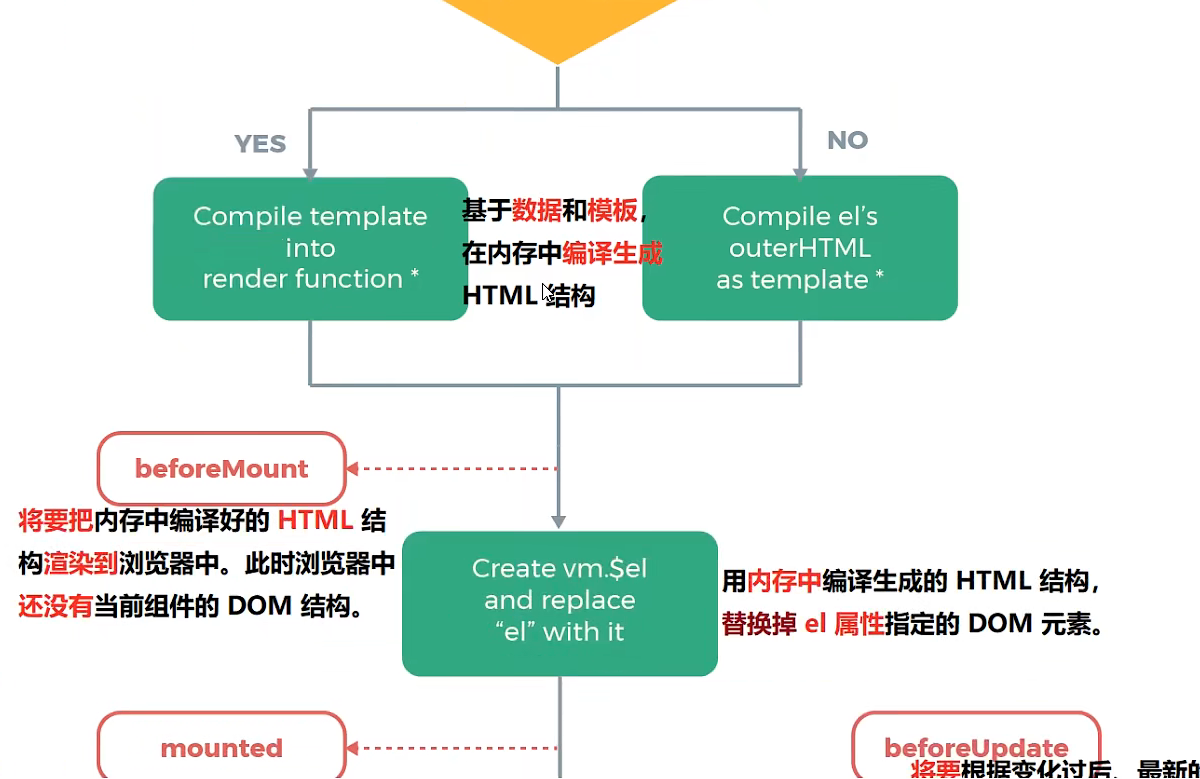 YES
NO
Compile template
into
render function *
基于数据和模板，
在内存中编译生成
HTML 结构
Compile el’s
outerHTML
as template *
beforeMount
将要把内存中编译好的 HTML 结
构渲染到浏览器中。此时浏览器中
还没有当前组件的 DOM 结构。
Create vm.$el
and replace
“el” with it
用内存中编译生成的 HTML 结构，
替换掉 el 属性指定的 DOM 元素。
mounted
beforeUpdate
将要根据变化过后、最新的